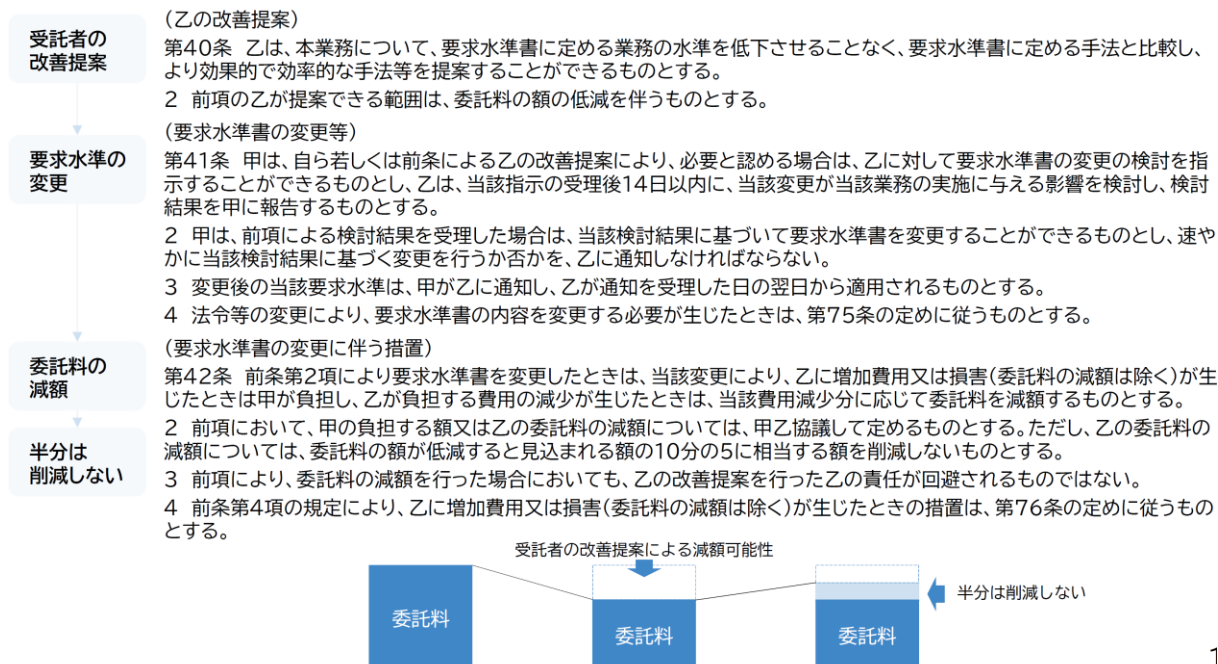 受託者の
改善提案
(乙の改善提案)
第40条 乙は、本業務について、要求水準書に定める業務の水準を低下させることなく、要求水準書に定める手法と比較し、
より効果的で効率的な手法等を提案することができるものとする。
2 前項の乙が提案できる範囲は、委託料の額の低減を伴うものとする。
要求水準の
変更
(要求水準書の変更等)
第41条 甲は、自ら若しくは前条による乙の改善提案により、必要と認める場合は、乙に対して要求水準書の変更の検討を指
示することができるものとし、乙は、当該指示の受理後14日以内に、当該変更が当該業務の実施に与える影響を検討し、検討
結果を甲に報告するものとする。
2 甲は、前項による検討結果を受理した場合は、当該検討結果に基づいて要求水準書を変更することができるものとし、速や
かに当該検討結果に基づく変更を行うか否かを、乙に通知しなければならない。
3 変更後の当該要求水準は、甲が乙に通知し、乙が通知を受理した日の翌日から適用されるものとする。
4 法令等の変更により、要求水準書の内容を変更する必要が生じたときは、第75条の定めに従うものとする。
委託料の
減額
(要求水準書の変更に伴う措置)
第42条 前条第2項により要求水準書を変更したときは、当該変更により、乙に増加費用又は損害(委託料の減額は除く)が生
じたときは甲が負担し、乙が負担する費用の減少が生じたときは、当該費用減少分に応じて委託料を減額するものとする。
半分は
削減しない
2 前項において、甲の負担する額又は乙の委託料の減額については、甲乙協議して定めるものとする。ただし、乙の委託料の
減額については、委託料の額が低減すると見込まれる額の10分の5に相当する額を削減しないものとする。
3 前項により、委託料の減額を行った場合においても、乙の改善提案を行った乙の責任が回避されるものではない。
4 前条第4項の規定により、乙に増加費用又は損害(委託料の減額は除く)が生じたときの措置は、第76条の定めに従うもの
とする。
受託者の改善提案による減額可能性
半分は削減しない
委託料
委託料
委託料